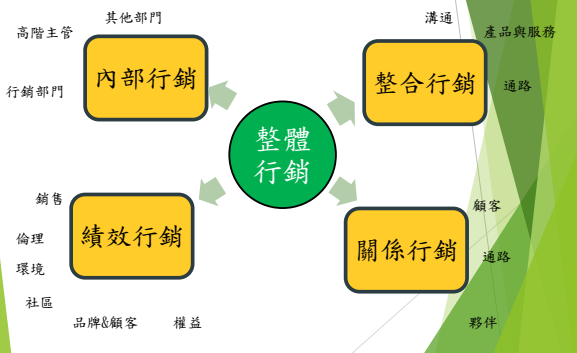 其他部門
高階主管
行銷部門
內部行銷
溝通
產品與服務
通路
整合行銷
整體
行銷
銷售
倫理
環境
社區
品牌&顧客
權益
績效行銷
顧客
通路
夥伴
關係行銷